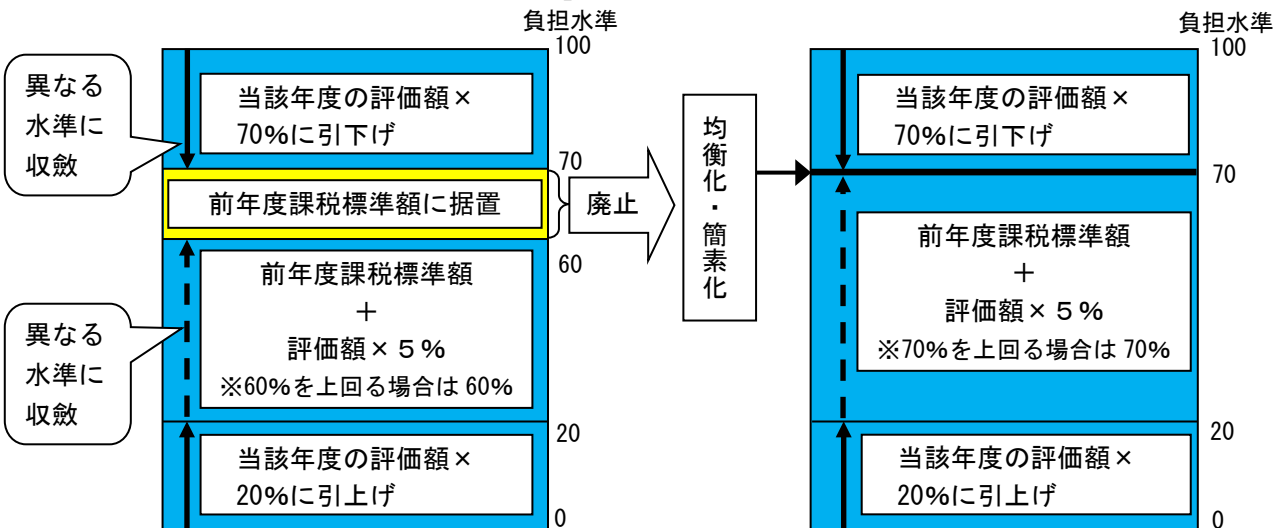 負担水準
100
異なる
水準に
収斂
当該年度の評価額×
70%に引下げ
70
前年度課税標準額に据置
廃止
60
前年度課税標準額
＋
評価額×５%
※60%を上回る場合は 60%
異なる
水準に
収斂
20
当該年度の評価額×
20%に引上げ
0
均衡化・簡素化
負担水準
100
当該年度の評価額×
70%に引下げ
70
前年度課税標準額
＋
評価額×５%
※70%を上回る場合は 70%
20
当該年度の評価額×
20%に引上げ
0